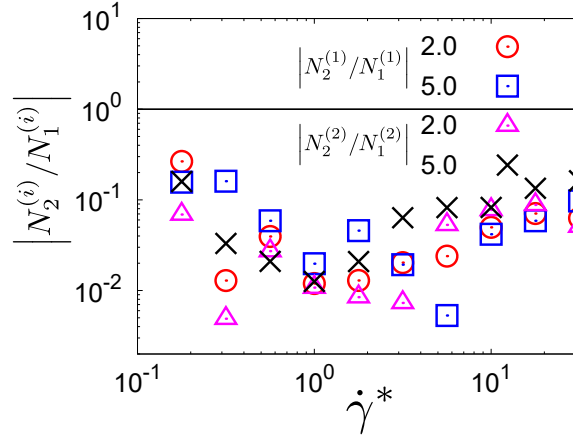 10^1
|N_2^{(1)}/N_1^{(1)}| 2.0
5.0
10^0
|N_2^{(2)}/N_1^{(2)}| 2.0
5.0
|N_2^{(i)}/N_1^{(i)}|
10^{-1}
10^{-2}
10^{-1} 10^0 10^1
γ̇*